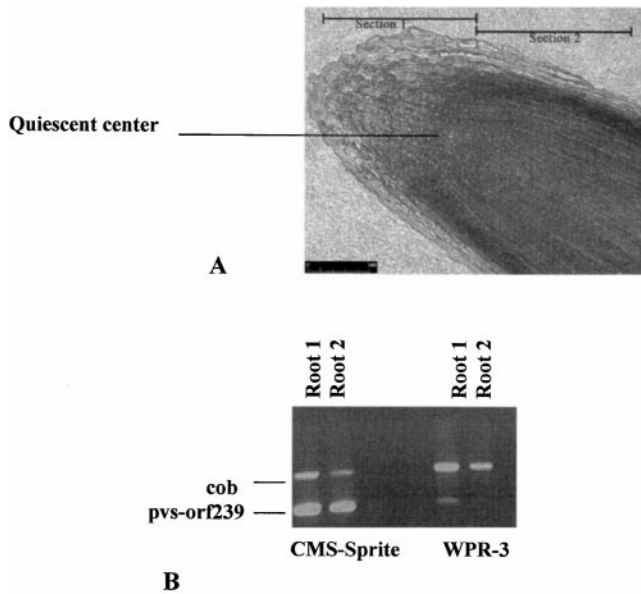 Section 1
Section 2
Quiescent center
A
Root 1
Root 2
Root 1
Root 2
cob
pvs-orf239
CMS-Sprite
WPR-3
B